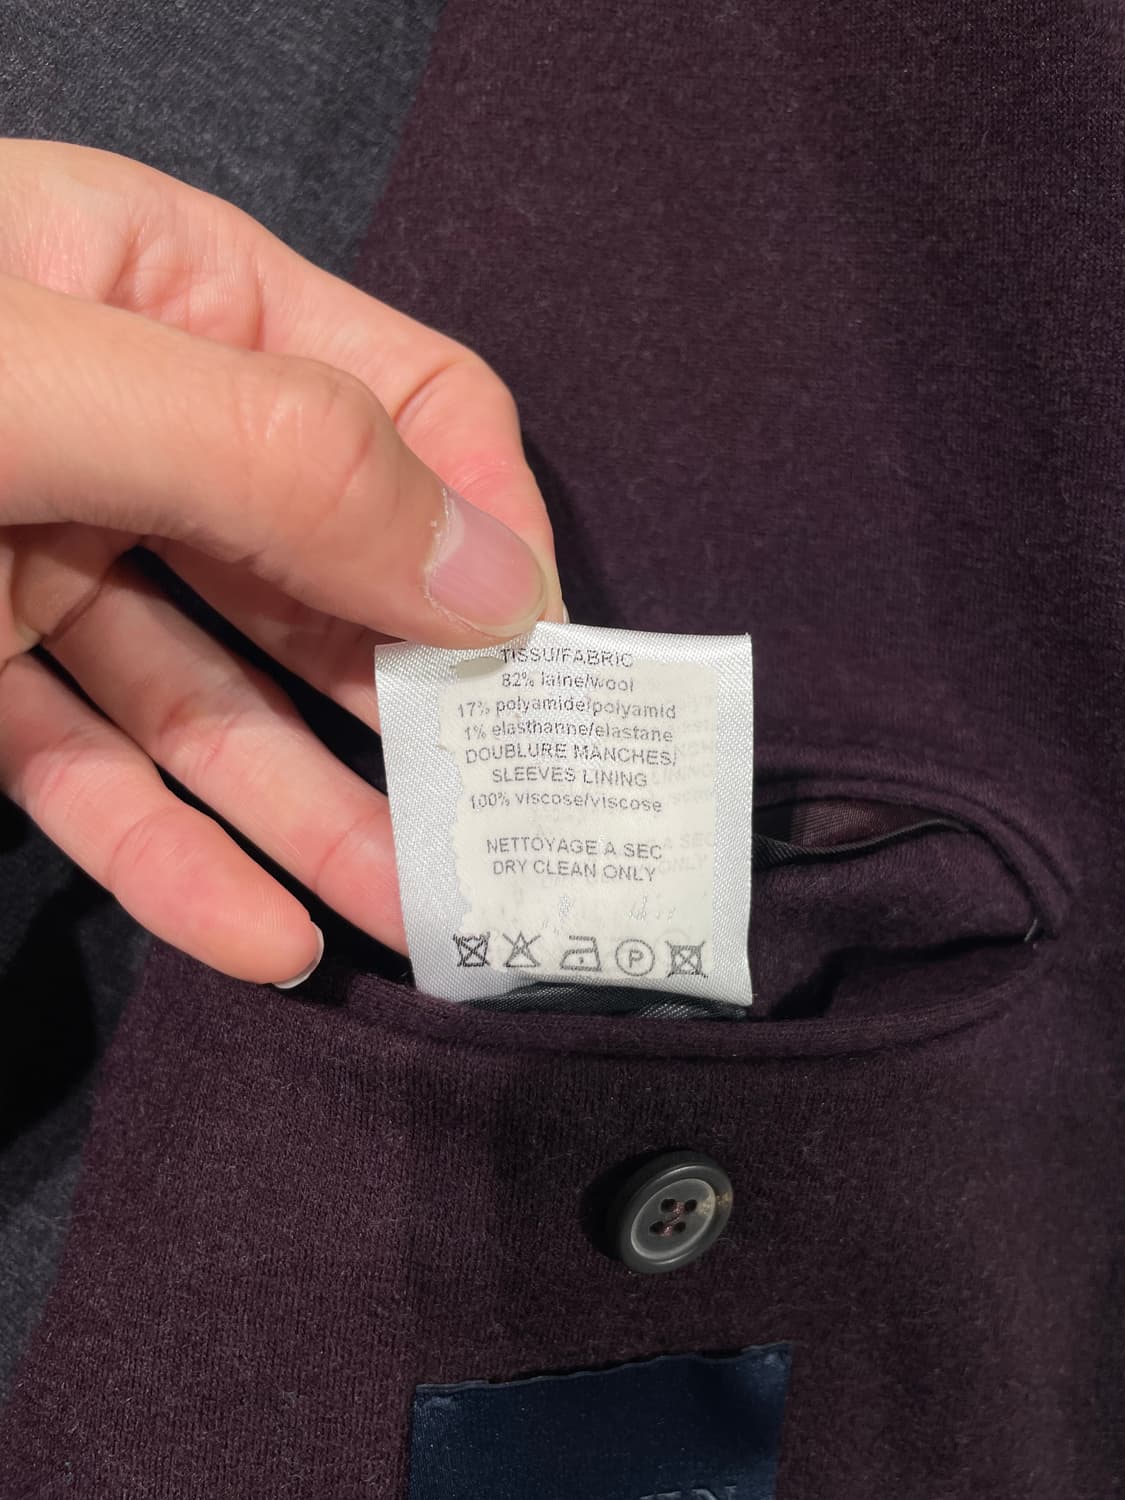 TISSU/FABRIC
82% laine/wool
17% polyamide/polyamid
1% elasthanne/elastane
DOUBLURE MANCHES/
SLEEVES LINING
100% viscose/viscose
NETTOYAGE A SEC
DRY CLEAN ONLY
P